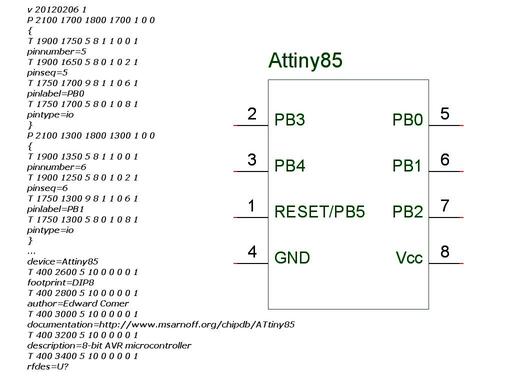 v 20120206 1
P 2100 1700 1800 1700 1 0 0
{
T 1900 1750 5 8 1 1 0 0 1
pinnumber=5
T 1900 1650 5 8 0 1 0 2 1
pinseq=5
T 1750 1700 9 8 1 1 0 6 1
pinlabel=PB0
T 1750 1700 5 8 0 1 0 8 1
pintype=io
}
P 2100 1300 1800 1300 1 0 0
{
T 1900 1350 5 8 1 1 0 0 1
pinnumber=6
T 1900 1250 5 8 0 1 0 2 1
pinseq=6
T 1750 1300 9 8 1 1 0 6 1
pinlabel=PB1
T 1750 1300 5 8 0 1 0 8 1
pintype=io
}
...
device=Attiny85
T 400 2600 5 10 0 0 0 0 1
footprint=DIP8
T 400 2800 5 10 0 0 0 0 1
author=Edward Comer
T 400 3000 5 10 0 0 0 0 1
documentation=http://www.msarnoff.org/chipdb/ATtiny85
T 400 3200 5 10 0 0 0 0 1
description=8-bit AVR microcontroller
T 400 3400 5 10 0 0 0 0 1
rfdes=U?
Attiny85
2 PB3 PB0 5
3 PB4 PB1 6
1 RESET/PB5 PB2 7
4 GND Vcc 8